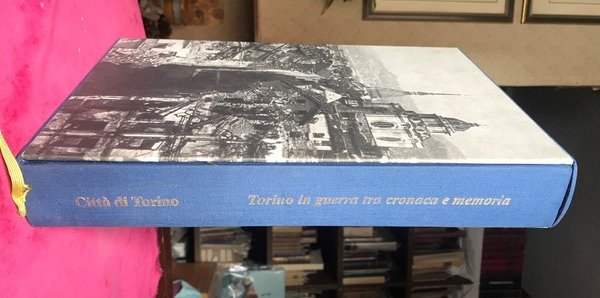 Città di Torino
Torino in guerra tra cronaca e memoria